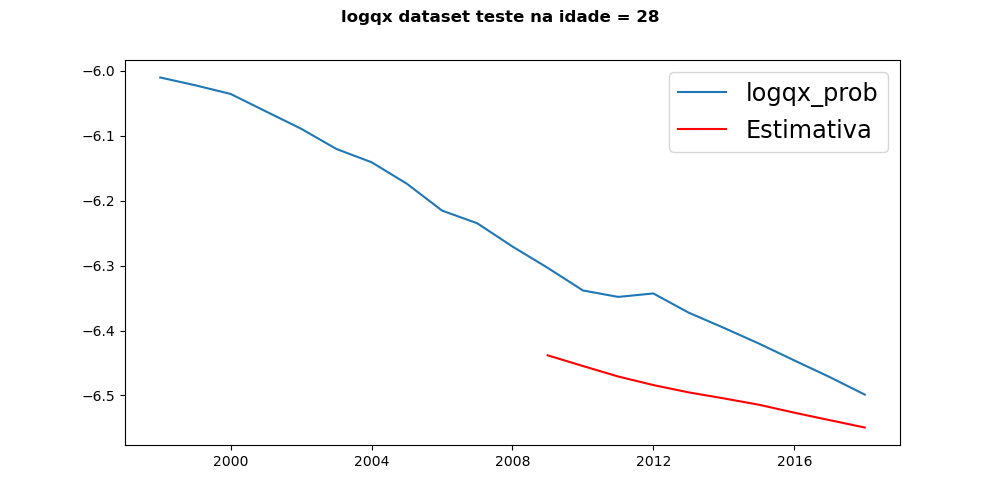 logqx dataset teste na idade = 28
logqx_prob
Estimativa
−6.0
−6.1
−6.2
−6.3
−6.4
−6.5
2000 2004 2008 2012 2016